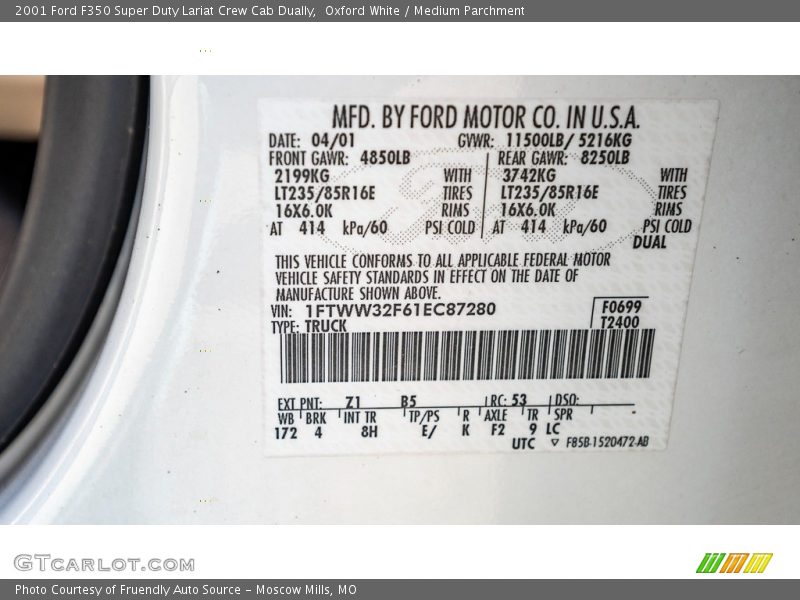 2001 Ford F350 Super Duty Lariat Crew Cab Dually,  Oxford White / Medium Parchment
MFD. BY FORD MOTOR CO. IN U.S.A.
DATE: 04/01 GVWR: 11500LB/ 5216KG
FRONT GAWR: 4850LB REAR GAWR: 8250LB
2199KG WITH 3742KG WITH
LT235/85R16E TIRES LT235/85R16E TIRES
16X6.0K RIMS 16X6.0K RIMS
AT 414 kPa/60 PSI COLD AT 414 kPa/60 PSI COLD
DUAL
THIS VEHICLE CONFORMS TO ALL APPLICABLE FEDERAL MOTOR
VEHICLE SAFETY STANDARDS IN EFFECT ON THE DATE OF
MANUFACTURE SHOWN ABOVE.
VIN: 1FTWW32F61EC87280 F0699
TYPE: TRUCK T2400
EXT PNT: Z1 B5 RC: 53 DSO:
WB BRK INT TR TP/PS R AXLE TR SPR
172 4 8H E/ K F2 9 LC
UTC ▽ F85B-1520472-AB
GTCARLOT.COM
Photo Courtesy of Fruendly Auto Source – Moscow Mills, MO